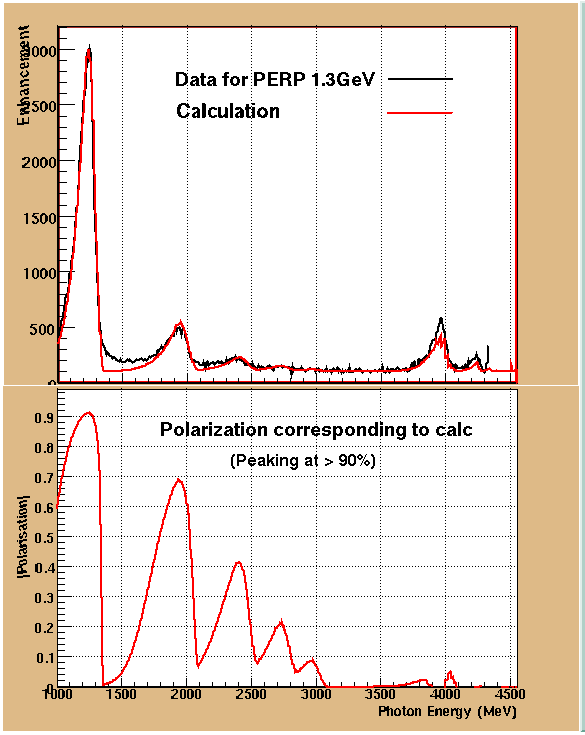 Enhancement
3000
2500
2000
1500
1000
500
0
Data for PERP 1.3GeV
Calculation
|Polarisation|
0.9
0.8
0.7
0.6
0.5
0.4
0.3
0.2
0.1
Polarization corresponding to calc
(Peaking at > 90%)
1000 1500 2000 2500 3000 3500 4000 4500
Photon Energy (MeV)